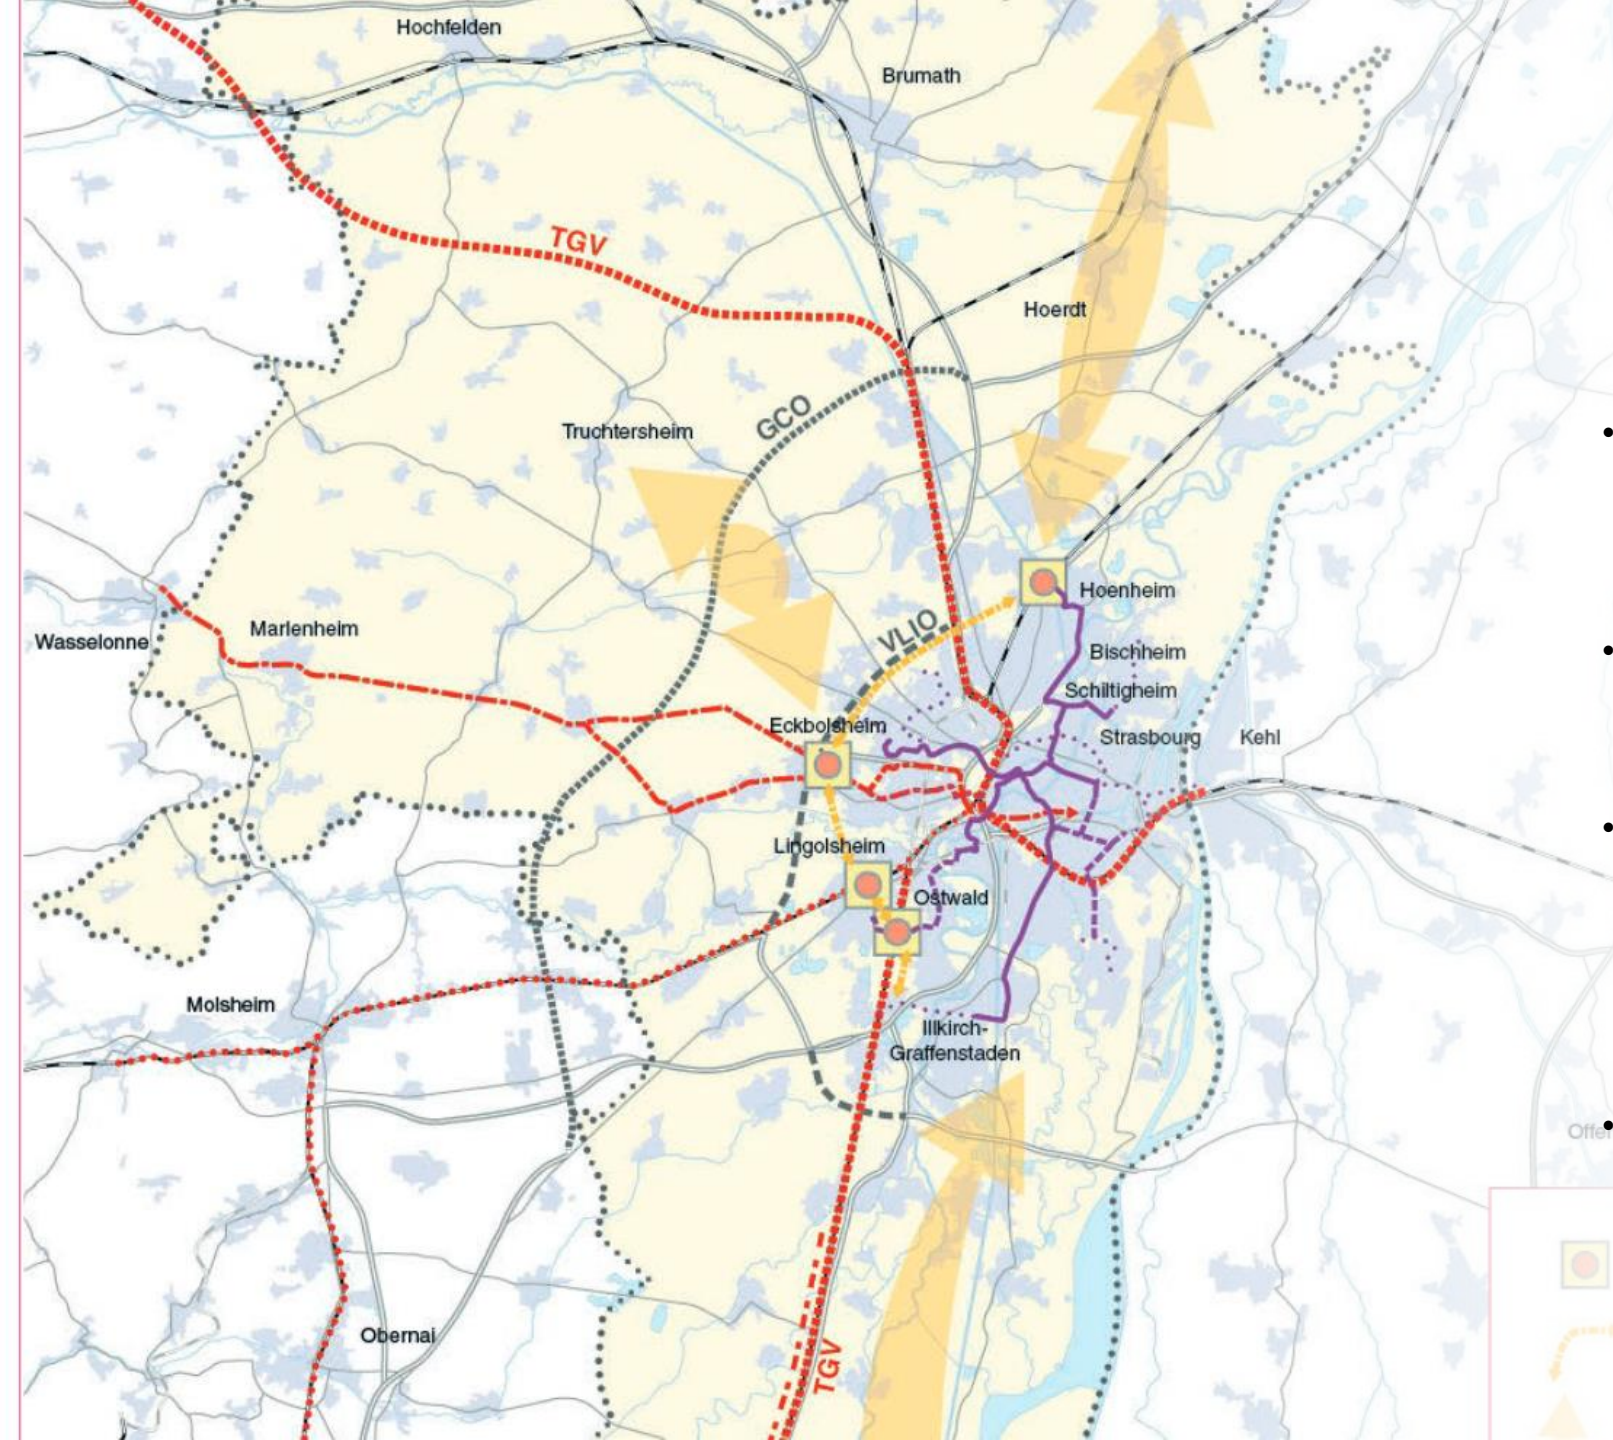 Hochfelden
Brumath
TGV
Hoerdt
GCO
Truchtersheim
Hoenheim
VLIO
Marlenheim
Wasselonne
Bischheim
Schiltigheim
Eckbolsheim
Strasbourg
Kehl
Lingolsheim
Ostwald
Molsheim
Illkirch-
Graffenstaden
Offe
Obernai
TGV